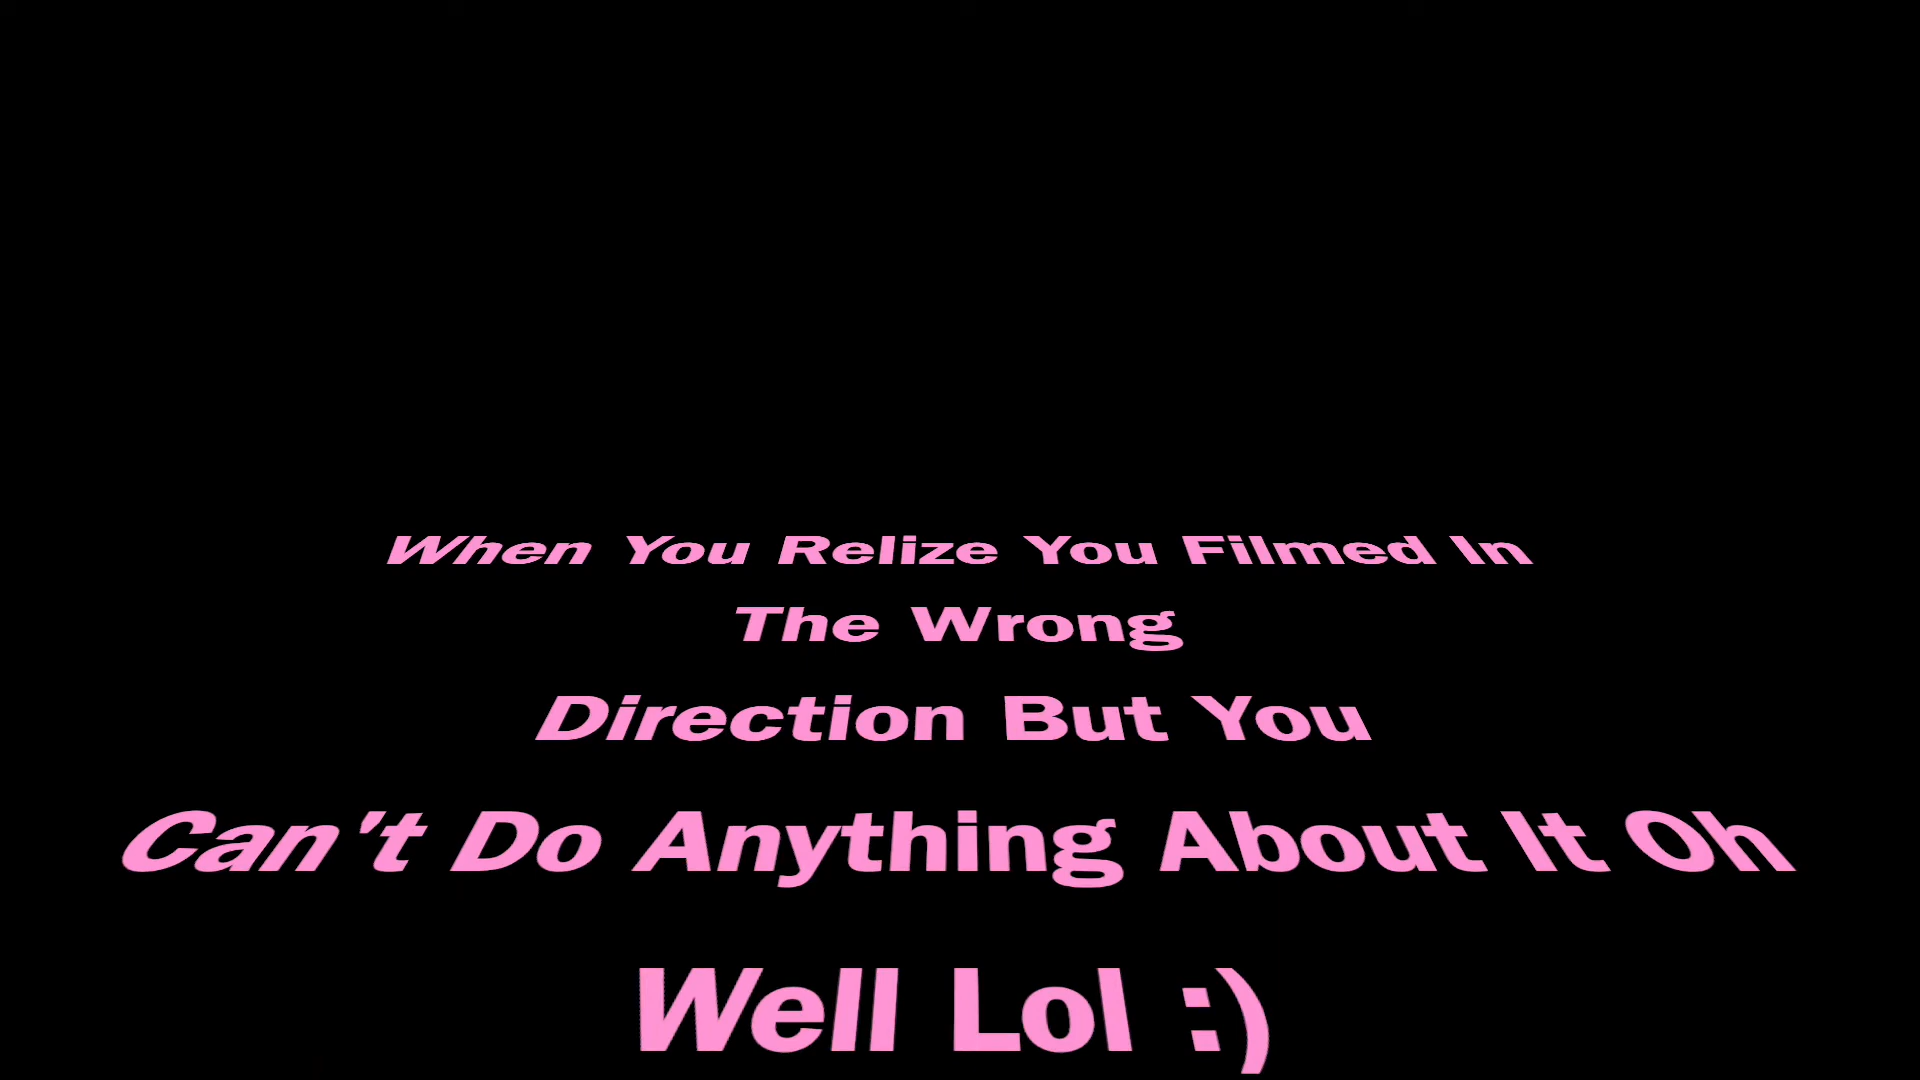 When You Relize You Filmed In
The Wrong
Direction But You
Can't Do Anything About It Oh
Well Lol :)